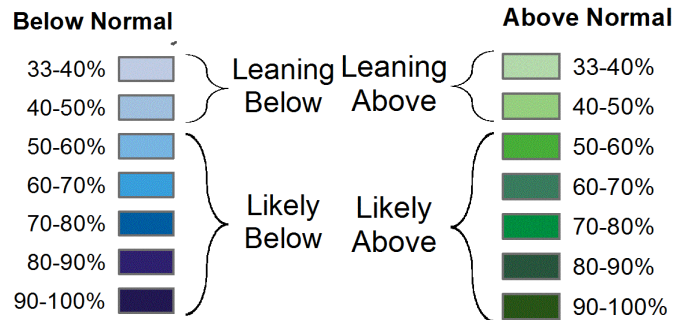 Below Normal
33-40%
40-50%
50-60%
60-70%
70-80%
80-90%
90-100%
Leaning
Below
Likely
Below
Leaning
Above
Likely
Above
Above Normal
33-40%
40-50%
50-60%
60-70%
70-80%
80-90%
90-100%